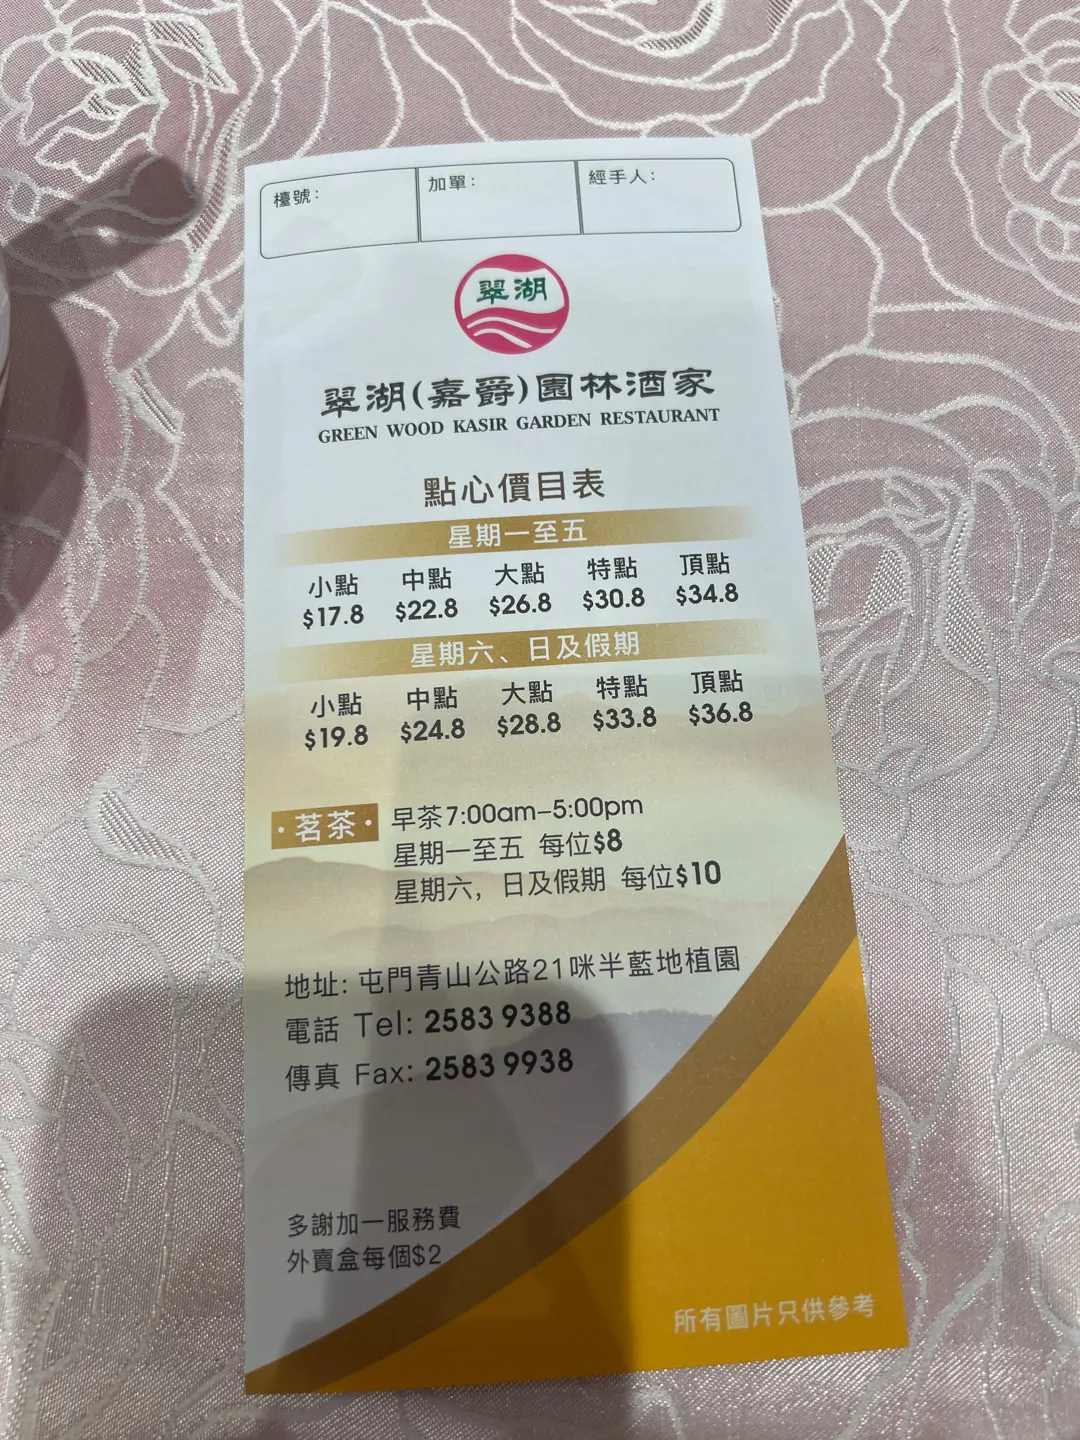 檯號：
加單：
經手人：
翠湖
翠湖(嘉爵)園林酒家
GREEN WOOD KASIR GARDEN RESTAURANT
點心價目表
星期一至五
小點 中點 大點 特點 頂點
$17.8 $22.8 $26.8 $30.8 $34.8
星期六、日及假期
小點 中點 大點 特點 頂點
$19.8 $24.8 $28.8 $33.8 $36.8
·茗茶· 早茶7:00am–5:00pm
星期一至五 每位$8
星期六，日及假期 每位$10
地址: 屯門青山公路21咪半藍地植園
電話 Tel: 2583 9388
傳真 Fax: 2583 9938
多謝加一服務費
外賣盒每個$2
所有圖片只供參考